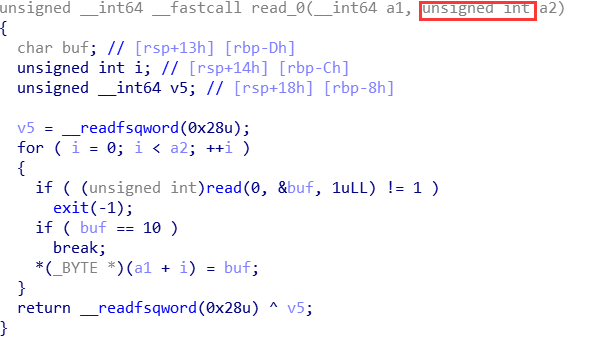 unsigned __int64 __fastcall read_0(__int64 a1, unsigned int a2)
{
  char buf; // [rsp+13h] [rbp-Dh]
  unsigned int i; // [rsp+14h] [rbp-Ch]
  unsigned __int64 v5; // [rsp+18h] [rbp-8h]

  v5 = __readfsqword(0x28u);
  for ( i = 0; i < a2; ++i )
  {
    if ( (unsigned int)read(0, &buf, 1uLL) != 1 )
      exit(-1);
    if ( buf == 10 )
      break;
    *(_BYTE *)(a1 + i) = buf;
  }
  return __readfsqword(0x28u) ^ v5;
}